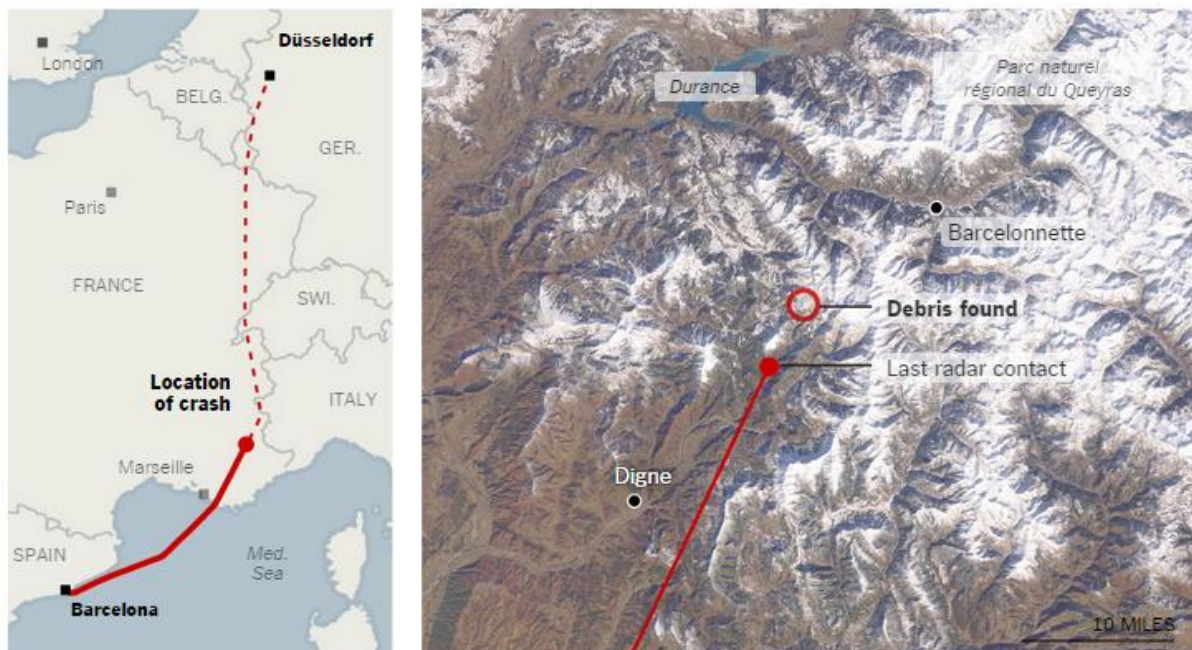 Düsseldorf
London
BELG.
GER.
Paris
FRANCE
SWI.
Location
of crash
ITALY
Marseille
SPAIN
Med.
Sea
Barcelona
Durance
Parc naturel
régional du Queyras
Barcelonnette
Debris found
Last radar contact
Digne
10 MILES